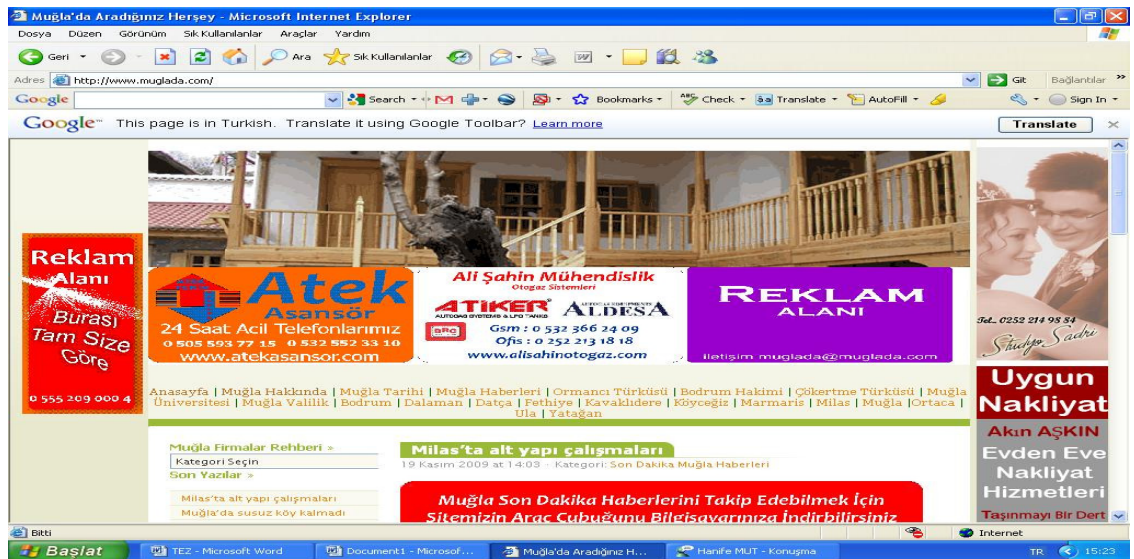 Muğla'da Aradığınız Herşey - Microsoft Internet Explorer
Dosya Düzen Görünüm Sık Kullanılanlar Araçlar Yardım
Geri Ara Sık Kullanılanlar
Adres http://www.muglada.com/ Git Bağlantılar
Google Search Bookmarks Check Translate AutoFill Sign In
Google This page is in Turkish. Translate it using Google Toolbar? Learn more Translate
Reklam
Alanı
Burası
Tam Size
Göre
0 555 209 000 4
Atek
Asansör
24 Saat Acil Telefonlarımız
0 505 593 77 15 0 532 552 33 10
www.atekasansor.com
Ali Şahin Mühendislik
Otogaz Sistemleri
ATİKER ALDESA
AUTOGAS SYSTEMS & LPG TANKS
BRC
Gsm : 0 532 366 24 09
Ofis : 0 252 213 18 18
www.alisahinotogaz.com
REKLAM
ALANI
iletişim muglada@muglada.com
Tel. 0252 214 98 84
Stüdyo Sadri
Uygun
Nakliyat
Akın AŞKIN
Evden Eve
Nakliyat
Hizmetleri
Taşınmayı Bir Dert
Anasayfa | Muğla Hakkında | Muğla Tarihi | Muğla Haberleri | Ormancı Türküsü | Bodrum Hakimi | Çökertme Türküsü | Muğla
Üniversitesi | Muğla Valilik | Bodrum | Dalaman | Datça | Fethiye | Kavaklıdere | Köyceğiz | Marmaris | Milas | Muğla |Ortaca |
Ula | Yatağan
Muğla Firmalar Rehberi »
Kategori Seçin
Son Yazılar »
Milas'ta alt yapı çalışmaları
Muğla'da susuz köy kalmadı
Milas'ta alt yapı çalışmaları
19 Kasım 2009 at 14:03 · Kategori: Son Dakika Muğla Haberleri
Muğla Son Dakika Haberlerini Takip Edebilmek İçin
Sitemizin Araç Çubuğunu Bilgisayarınıza İndirbilirsiniz
Bitti Internet
Başlat TEZ - Microsoft Word Document1 - Microsof... Muğla'da Aradığınız H... Hanife MUT - Konuşma TR 15:23